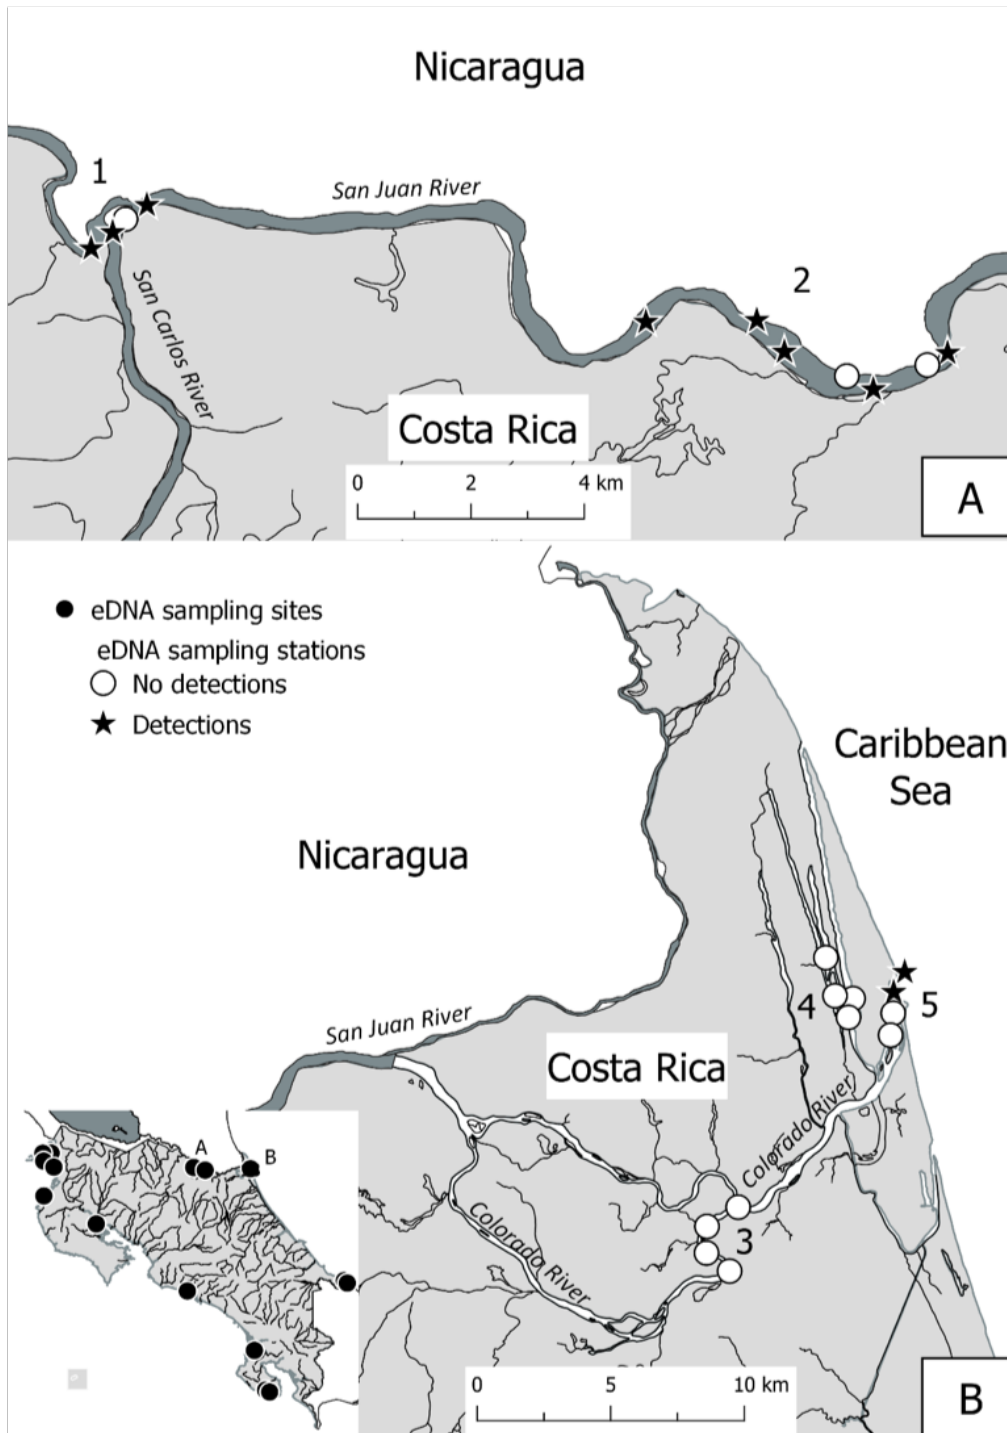 Nicaragua
1
San Juan River
2
San Carlos River
Costa Rica
0 2 4 km
A
eDNA sampling sites
eDNA sampling stations
No detections
Detections
Caribbean
Sea
Nicaragua
4
5
San Juan River
Costa Rica
Colorado River
A
B
Colorado River
3
0 5 10 km
B